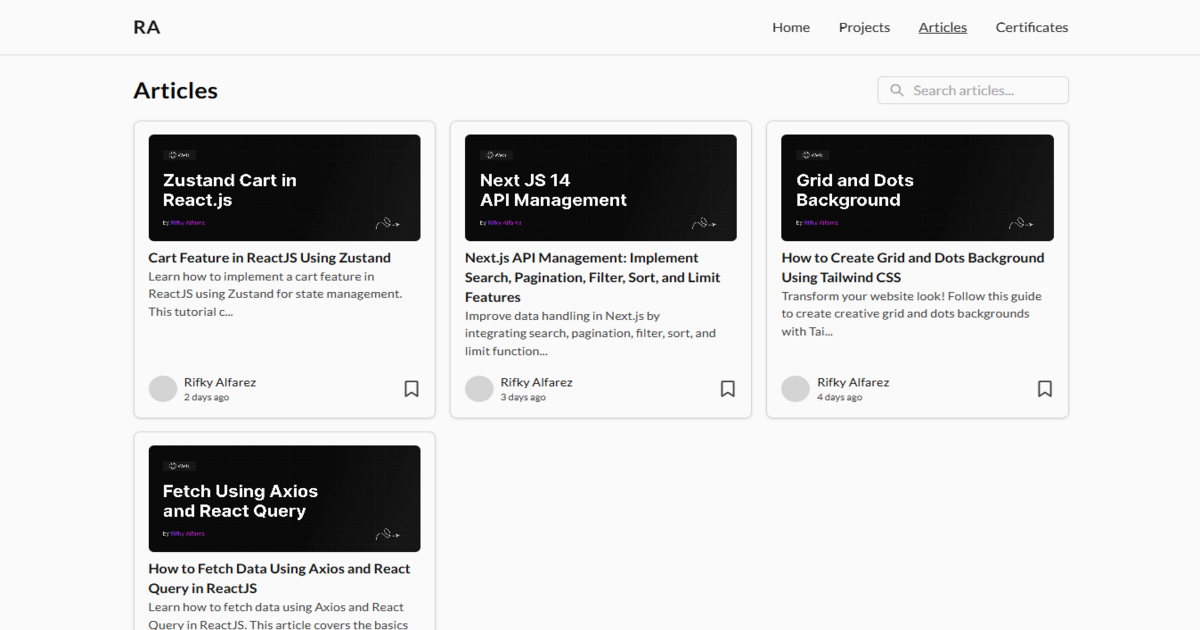 RA
Home Projects Articles Certificates
Articles
Search articles...
Zustand Cart in
React.js
by Rifky Alfarez
Cart Feature in ReactJS Using Zustand
Learn how to implement a cart feature in
ReactJS using Zustand for state management.
This tutorial c...
Rifky Alfarez
2 days ago
Next JS 14
API Management
by Rifky Alfarez
Next.js API Management: Implement
Search, Pagination, Filter, Sort, and Limit
Features
Improve data handling in Next.js by
integrating search, pagination, filter, sort, and
limit function...
Rifky Alfarez
3 days ago
Grid and Dots
Background
by Rifky Alfarez
How to Create Grid and Dots Background
Using Tailwind CSS
Transform your website look! Follow this guide
to create creative grid and dots backgrounds
with Tai...
Rifky Alfarez
4 days ago
Fetch Using Axios
and React Query
by Rifky Alfarez
How to Fetch Data Using Axios and React
Query in ReactJS
Learn how to fetch data using Axios and React
Query in ReactJS. This article covers the basics